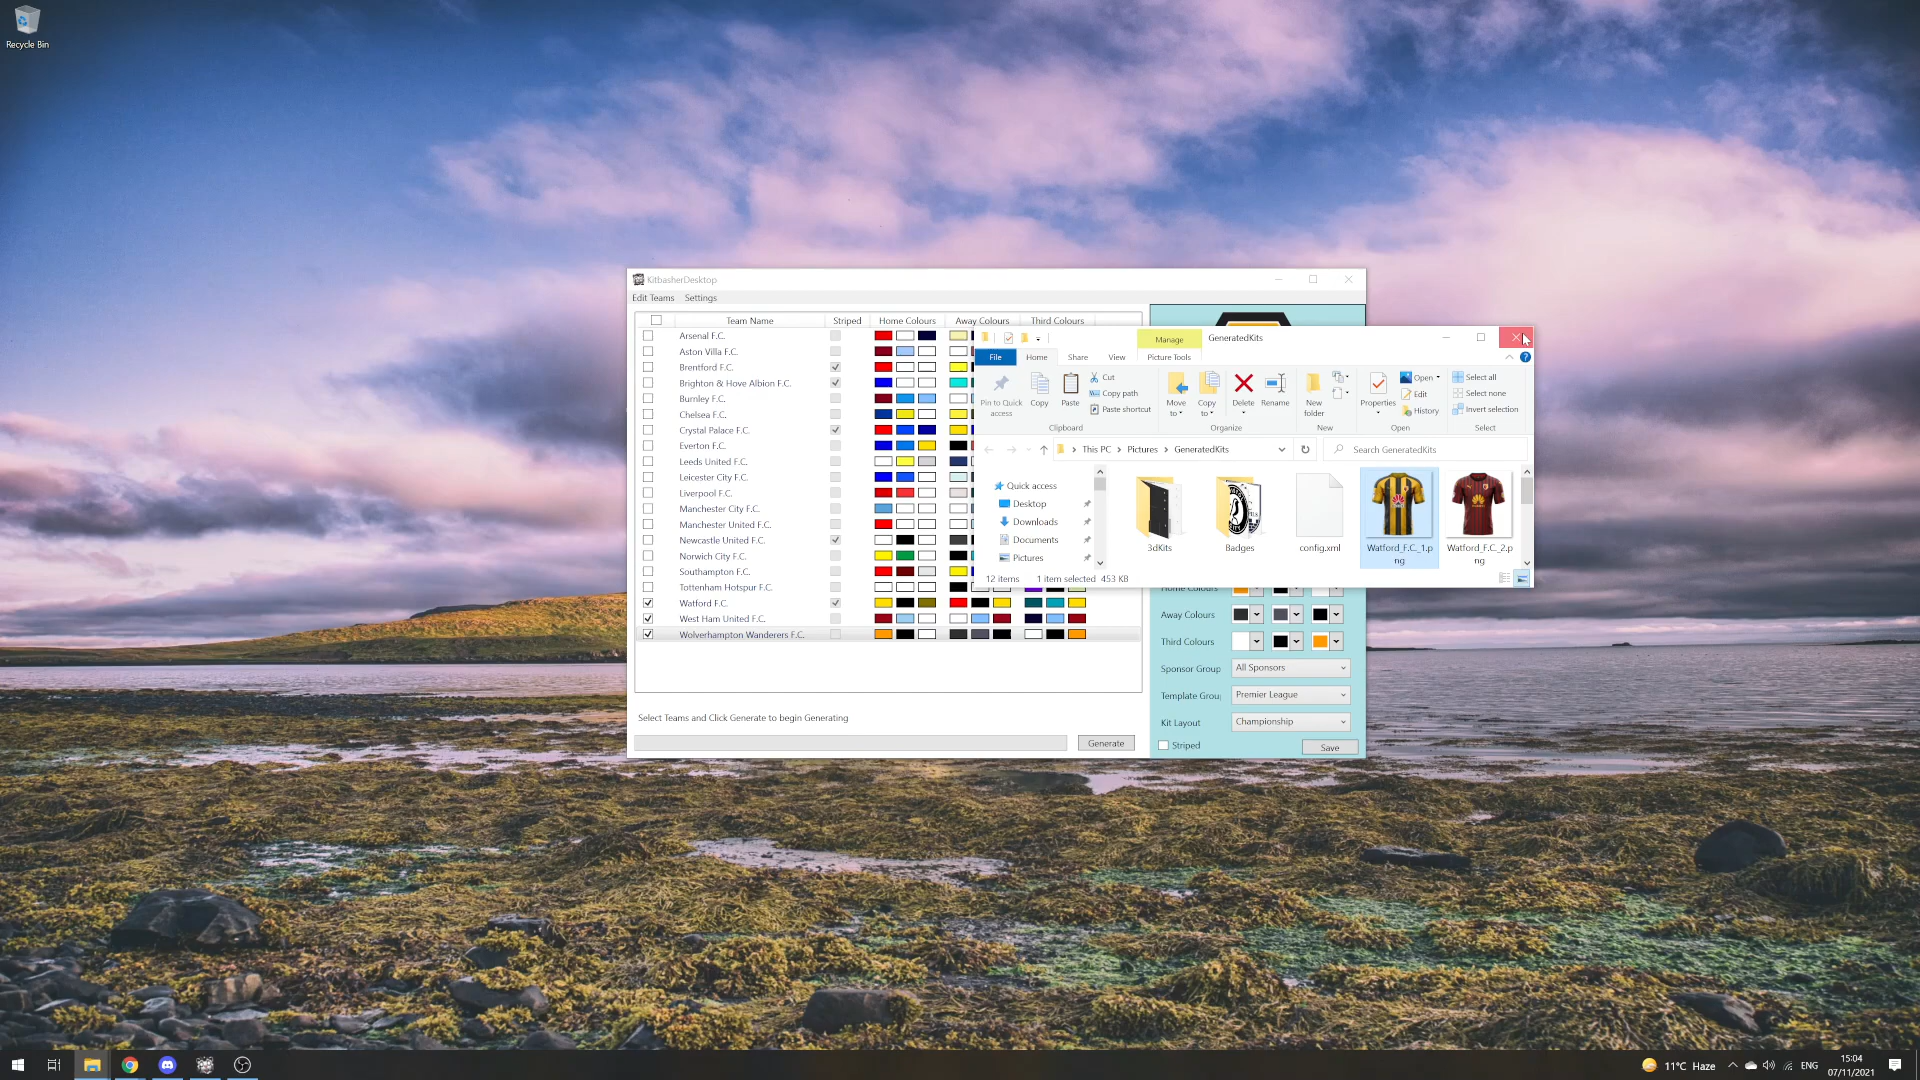 Recycle Bin
KitbasherDesktop
Edit Teams Settings
Team Name Striped Home Colours Away Colours Third Colours
Arsenal F.C.
Aston Villa F.C.
Brentford F.C.
Brighton & Hove Albion F.C.
Burnley F.C.
Chelsea F.C.
Crystal Palace F.C.
Everton F.C.
Leeds United F.C.
Leicester City F.C.
Liverpool F.C.
Manchester City F.C.
Manchester United F.C.
Newcastle United F.C.
Norwich City F.C.
Southampton F.C.
Tottenham Hotspur F.C.
Watford F.C.
West Ham United F.C.
Wolverhampton Wanderers F.C.
Select Teams and Click Generate to begin Generating
Generate
Manage GeneratedKits
File Home Share View Picture Tools
Pin to Quick access
Copy
Paste
Cut
Copy path
Paste shortcut
Clipboard
Move to
Copy to
Delete
Rename
Organize
New folder
New
Properties
Open
Edit
History
Open
Select all
Select none
Invert selection
Select
This PC Pictures GeneratedKits
Search GeneratedKits
Quick access
Desktop
Downloads
Documents
Pictures
3dKits
Badges
config.xml
Watford_F.C._1.p
ng
Watford_F.C._2.p
ng
12 items 1 item selected 453 KB
Home Colours
Away Colours
Third Colours
Sponsor Group All Sponsors
Template Grou Premier League
Kit Layout Championship
Striped Save
11°C Haze ENG
15:04
07/11/2021